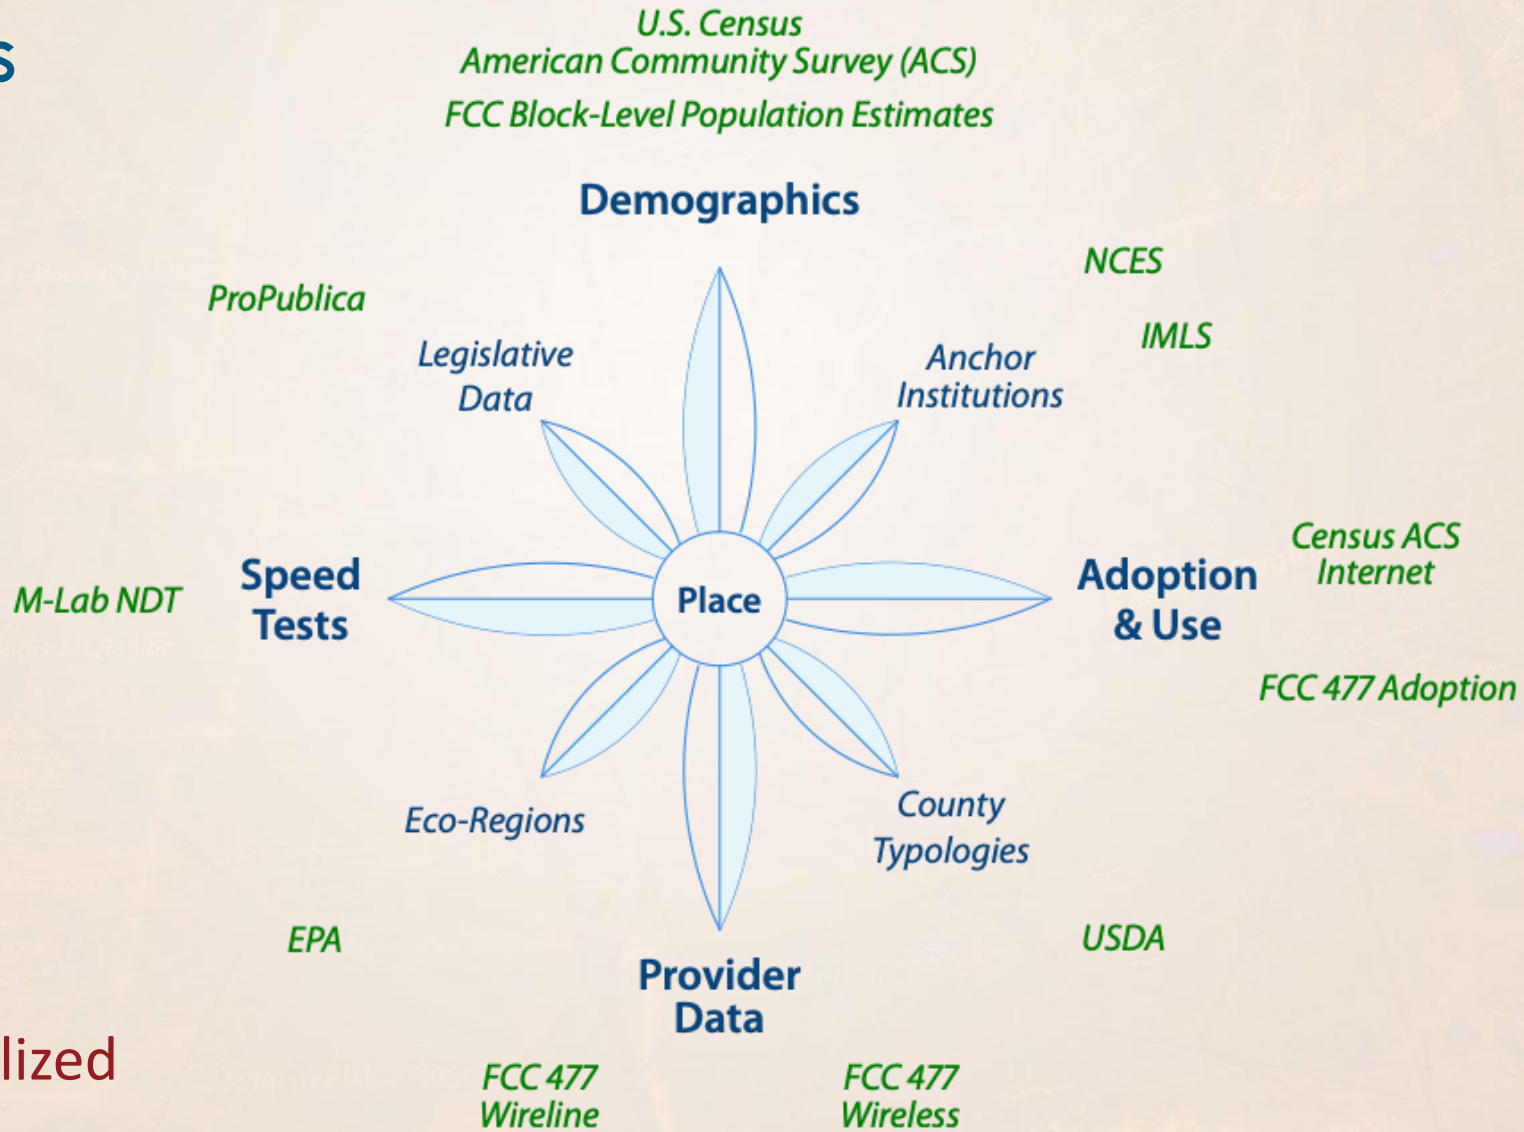 s
U.S. Census
American Community Survey (ACS)
FCC Block-Level Population Estimates
Demographics
NCES
ProPublica
IMLS
Legislative
Data
Anchor
Institutions
Census ACS
Internet
M-Lab NDT
Speed
Tests
Place
Adoption
& Use
FCC 477 Adoption
Eco-Regions
County
Typologies
EPA
USDA
Provider
Data
lized
FCC 477
Wireline
FCC 477
Wireless